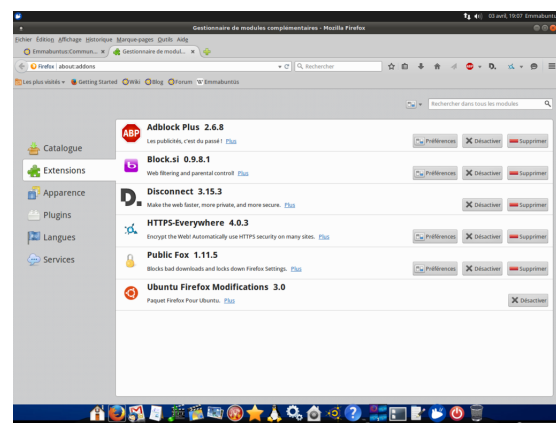 03 avril, 19:07 Emmabuntu
Gestionnaire de modules complémentaires - Mozilla Firefox
Fichier Édition Affichage Historique Marque-pages Outils Aide
Emmabuntus:Commun... × Gestionnaire de modul... ×
Firefox about:addons Rechercher
Les plus visités Getting Started Wiki Blog Forum Emmabuntüs
Rechercher dans tous les modules
Catalogue
Extensions
Apparence
Plugins
Langues
Services
ABP Adblock Plus 2.6.8
Les publicités, c'est du passé ! Plus Préférences Désactiver Supprimer
Block.si 0.9.8.1
Web filtering and parental controll Plus Préférences Désactiver Supprimer
D. Disconnect 3.15.3
Make the web faster, more private, and more secure. Plus Désactiver Supprimer
HTTPS-Everywhere 4.0.3
Encrypt the Web! Automatically use HTTPS security on many sites. Plus Préférences Désactiver Supprimer
Public Fox 1.11.5
Blocks bad downloads and locks down Firefox Settings. Plus Préférences Désactiver Supprimer
Ubuntu Firefox Modifications 3.0
Paquet Firefox Pour Ubuntu. Plus Désactiver